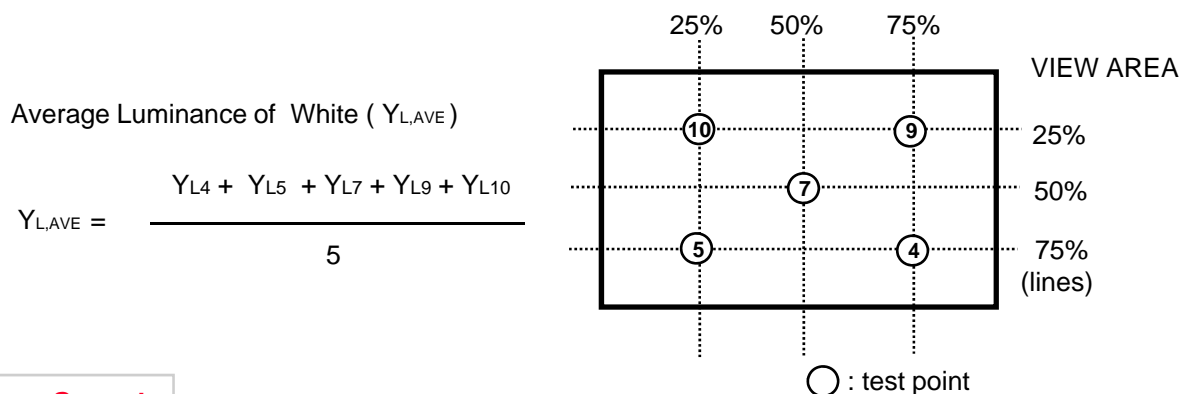 25% 50% 75%
VIEW AREA
Average Luminance of White ( YL,AVE )
10 9 25%
YL4 + YL5 + YL7 + YL9 + YL10
7 50%
YL,AVE =
5
5 4 75%
(lines)
: test point